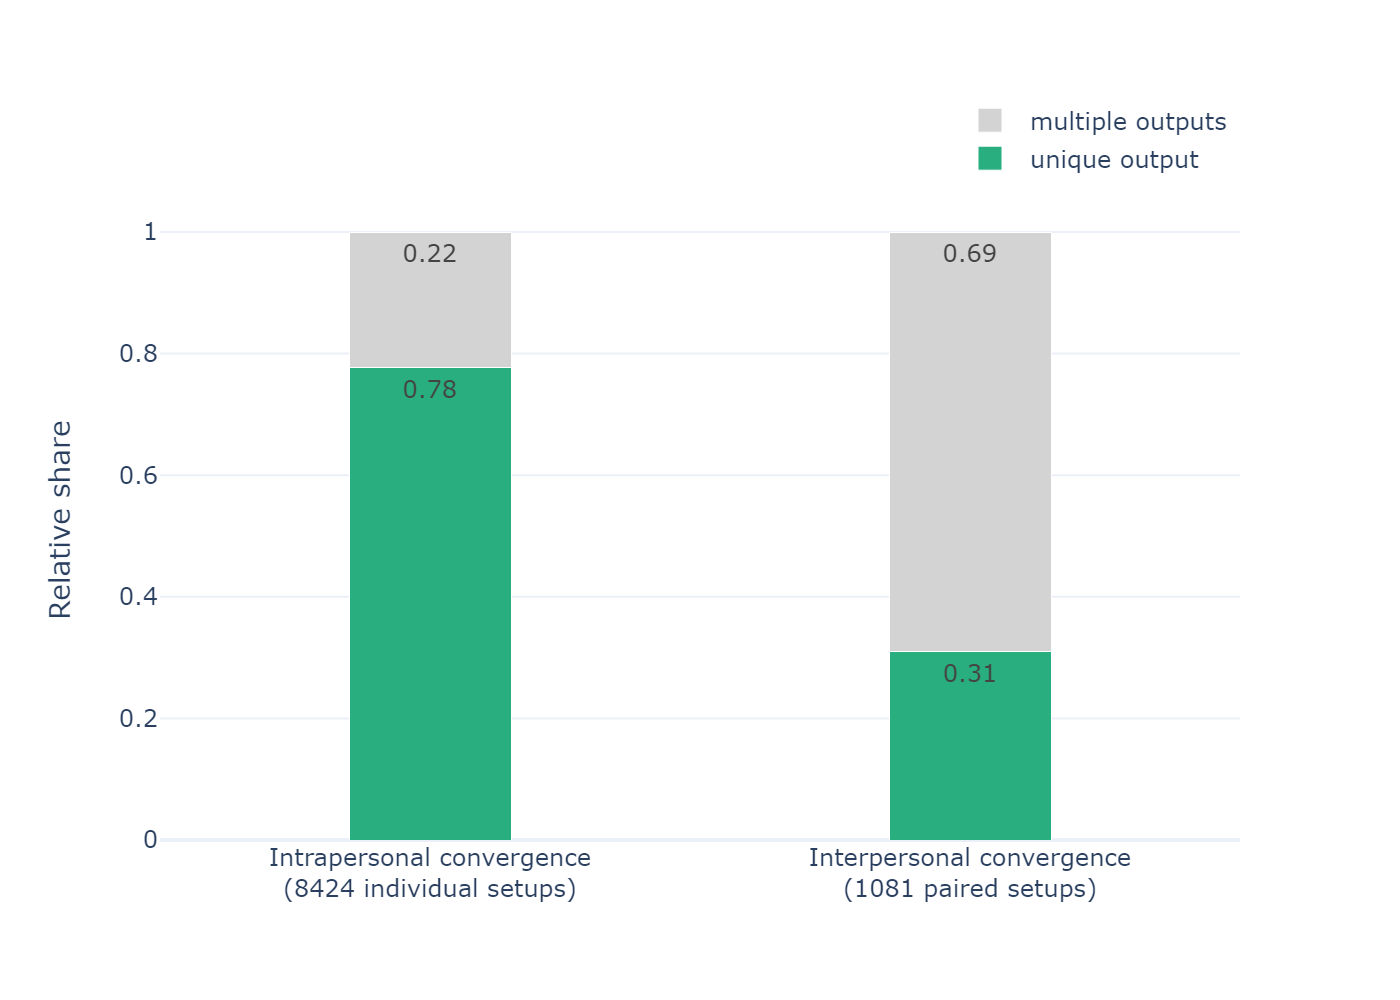 multiple outputs
unique output
1
0.8
0.6
0.4
0.2
0
Relative share
0.22
0.78
0.69
0.31
Intrapersonal convergence
(8424 individual setups)
Interpersonal convergence
(1081 paired setups)